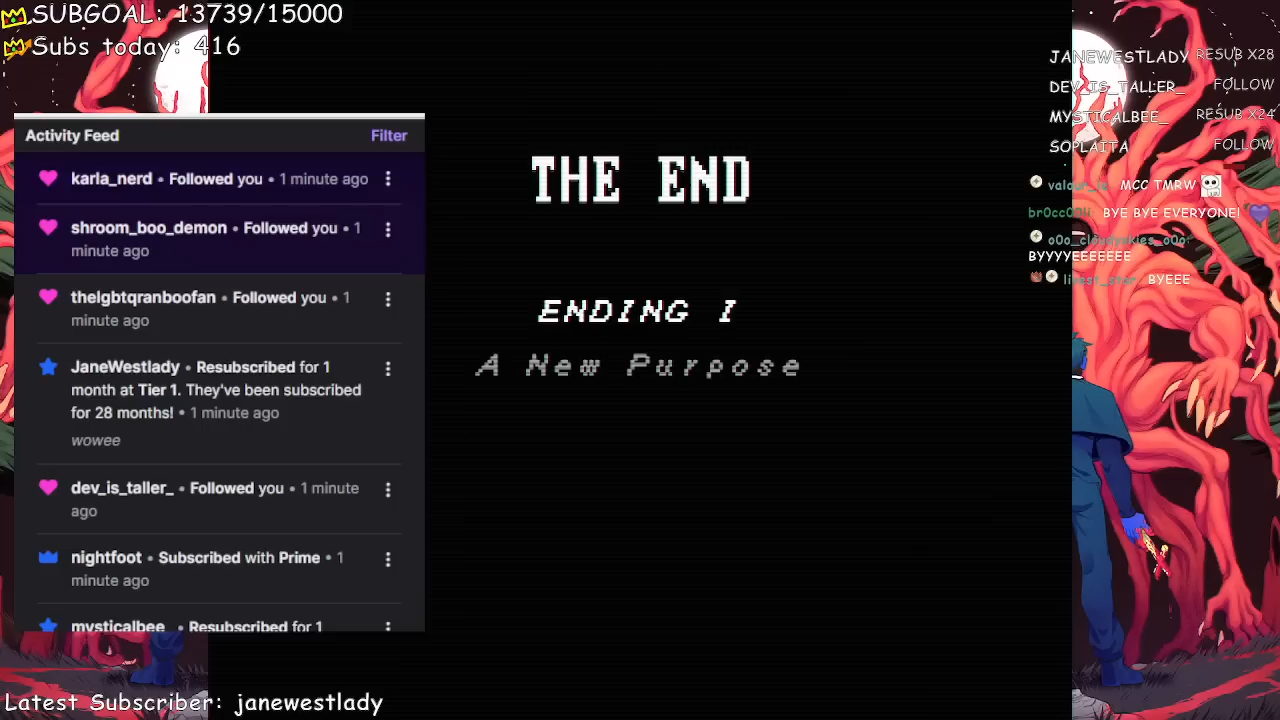 SUBGOAL: 13739/15000
Subs today: 416
Activity Feed
Filter
karla_nerd • Followed you • 1 minute ago
shroom_boo_demon • Followed you • 1
minute ago
thelgbtqranboofan • Followed you • 1
minute ago
JaneWestlady • Resubscribed for 1
month at Tier 1. They've been subscribed
for 28 months! • 1 minute ago
wowee
dev_is_taller_ • Followed you • 1 minute
ago
nightfoot • Subscribed with Prime • 1
minute ago
mysticalbee_ • Resubscribed for 1
Latest Subscriber: janewestlady
THE END
ENDING I
A New Purpose
JANEWESTLADY RESUB X28
DEV_IS_TALLER_ FOLLOW
MYSTICALBEE_ RESUB X24
SOPLAITA FOLLOW
MCC TMRW
BYE BYE EVERYONE!
BYYYYEEEEEEE
BYEEE